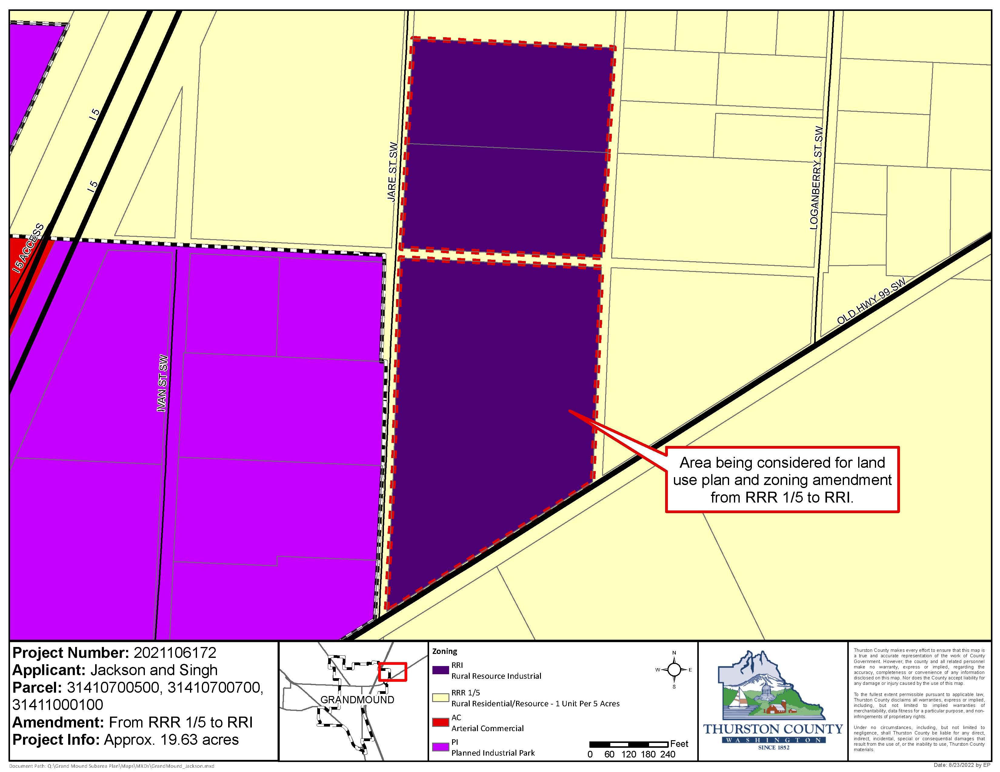 I 5
I 5
I 5 ACCESS
JARE ST SW
LOGANBERRY ST SW
IVAN ST SW
OLD HWY 99 SW
Area being considered for land
use plan and zoning amendment
from RRR 1/5 to RRI.
Project Number: 2021106172
Applicant: Jackson and Singh
Parcel: 31410700500, 31410700700,
31411000100
Amendment: From RRR 1/5 to RRI
Project Info: Approx. 19.63 acres
GRANDMOUND
Zoning
RRI
Rural Resource Industrial
RRR 1/5
Rural Residential/Resource - 1 Unit Per 5 Acres
AC
Arterial Commercial
PI
Planned Industrial Park
N
W
E
S
Feet
0 60 120 180 240
THURSTON COUNTY
WASHINGTON
SINCE 1852
Thurston County makes every effort to ensure that this map is
a true and accurate representation of the work of County
Government. However, the county and all related personnel
make no warranty, express or implied, regarding the
accuracy, completeness or convenience of any information
disclosed on this map. Nor does the County accept liability for
any damage or injury caused by the use of this map.
To the fullest extent permissible pursuant to applicable law,
Thurston County disclaims all warranties, express or implied,
including, but not limited to implied warranties of
merchantability, data fitness for a particular purpose, and non-
infringements of proprietary rights.
Under no circumstances, including, but not limited to
negligence, shall Thurston County be liable for any direct,
indirect, incidental, special or consequential damages that
result from the use of, or the inability to use, Thurston County
materials.
Document Path: Q:\Grand Mound Subarea Plan\Maps\MXDs\GrandMound_Jackson.mxd
Date: 8/23/2022 by EP